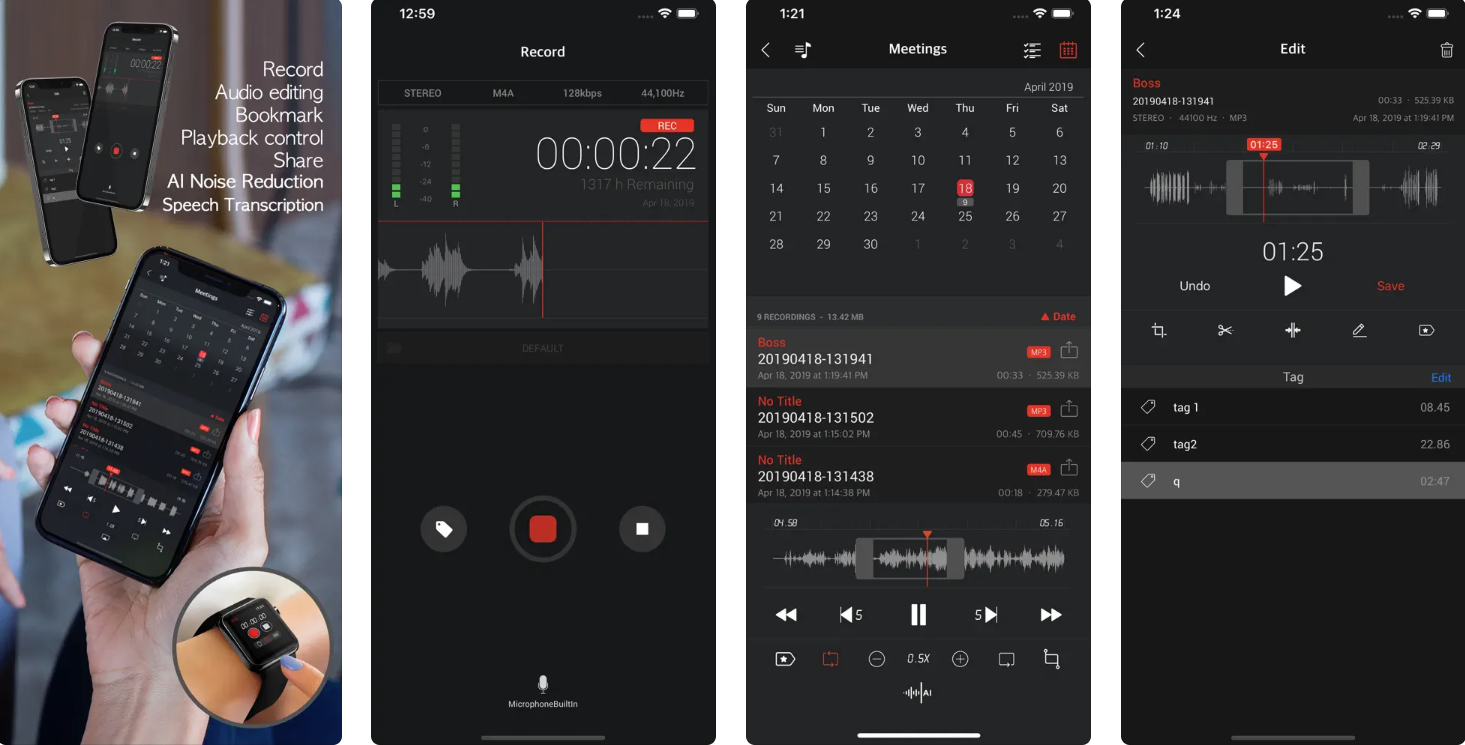 Record
Audio editing
Bookmark
Playback control
Share
AI Noise Reduction
Speech Transcription
Record
00:00:22
1:21
Meetings
12:59
Record
STEREO M4A 128kbps 44,100Hz
REC
00:00:22
1317 h Remaining
Apr 18, 2019
0
-6
-12
-24
-40
L R
DEFAULT
MicrophoneBuiltIn
1:21
Meetings
April 2019
Sun Mon Tue Wed Thu Fri Sat
31 1 2 3 4 5 6
7 8 9 10 11 12 13
14 15 16 17 18 19 20
9
21 22 23 24 25 26 27
28 29 30 1 2 3 4
9 RECORDINGS - 13.42 MB Date
Boss
20190418-131941 MP3
Apr 18, 2019 at 1:19:41 PM 00:33 · 525.39 KB
No Title
20190418-131502 MP3
Apr 18, 2019 at 1:15:02 PM 00:45 · 709.76 KB
No Title
20190418-131438 M4A
Apr 18, 2019 at 1:14:38 PM 00:18 · 279.47 KB
04.58 05.16
5 5
0.5X
AI
1:24
Edit
Boss
20190418-131941 00:33 · 525.39 KB
STEREO · 44100 Hz · MP3 Apr 18, 2019 at 1:19:41 PM
01:10 01:25 02:29
01:25
Undo Save
Tag Edit
tag 1 08.45
tag2 22.86
q 02:47